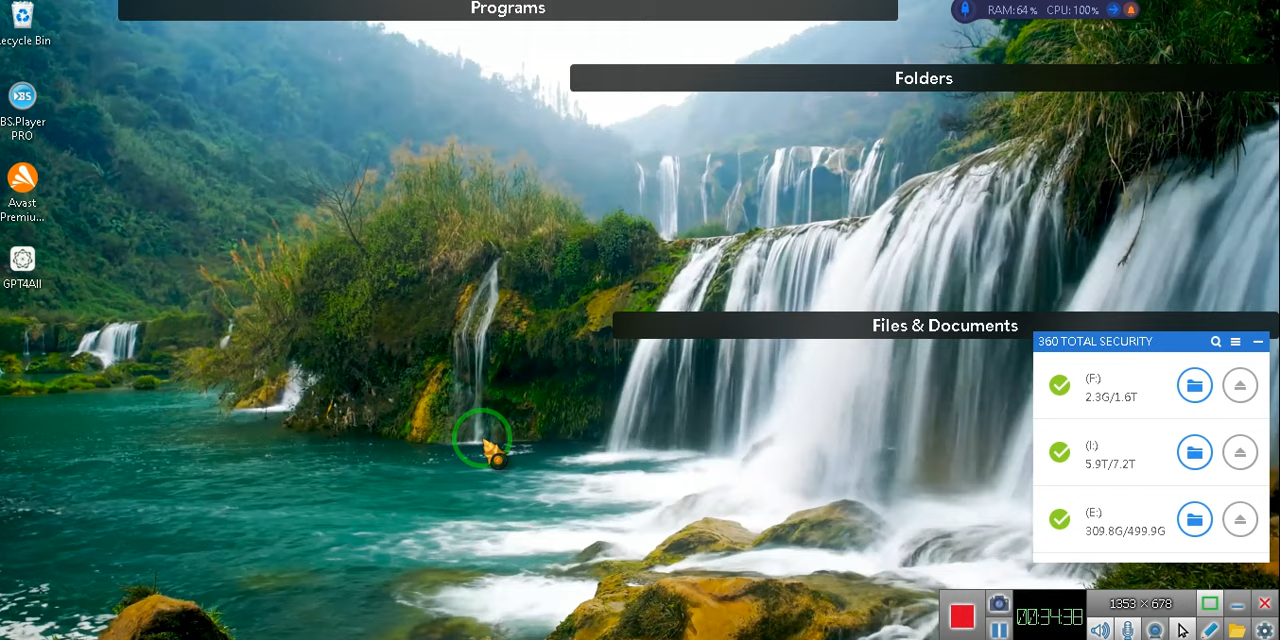 Programs
RAM:64% CPU:100%
ecycle Bin
Folders
BS.Player
PRO
Avast
Premiu...
GPT4All
Files & Documents
360 TOTAL SECURITY
(F:)
2.3G/1.6T
(I:)
5.9T/7.2T
(E:)
309.8G/499.9G
00:34:38
1353 × 678